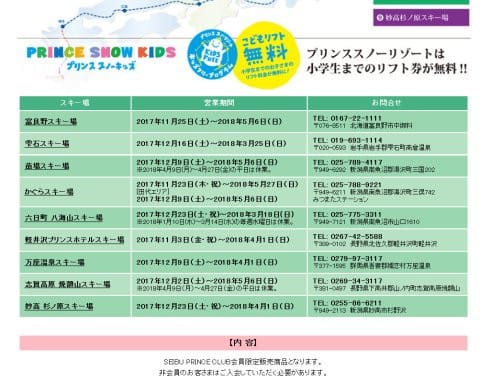 9 妙高杉ノ原スキー場
PRINCE SNOW KIDS
プリンス スノーキッズ
プリンス スノーリゾート
KIDS FREE
キッズフリープログラム
こどもリフト
無料
小学生までのお子さまの
リフト料金が無料に!
プリンススノーリゾートは
小学生までのリフト券が無料!!
スキー場 営業期間 お問合せ
富良野スキー場 2017年11月25日(土)〜2018年5月6日(日) TEL: 0167-22-1111
〒076-8511 北海道富良野市中御料
雫石スキー場 2017年12月16日(土)〜2018年3月25日(日) TEL: 019-693-1114
〒020-0593 岩手県岩手郡雫石町高倉温泉
苗場スキー場 2017年12月9日(土)〜2018年5月6日(日) TEL: 025-789-4117
※2018年4月9日(月)〜4月27日(金)の平日は休業。 〒949-6292 新潟県南魚沼郡湯沢町三国202
かぐらスキー場 2017年11月23日(木・祝)〜2018年5月27日(日) TEL: 025-788-9221
[田代エリア] 〒949-6211 新潟県南魚沼郡湯沢町三俣742
2017年12月9日(土)〜2018年5月6日(日) みつまたステーション
六日町 八海山スキー場 2017年12月23日(土・祝)〜2018年3月18日(日) TEL: 025-775-3311
※2018年1月10日(水)〜3月14日(水)の毎週水曜日は休業。 〒949-7121 新潟県南魚沼市山口1610
軽井沢プリンスホテルスキー場 2017年11月3日(金・祝)〜2018年4月1日(日) TEL: 0267-42-5588
〒389-0102 長野県北佐久郡軽井沢町軽井沢
万座温泉スキー場 2017年12月9日(土)〜2018年4月8日(日) TEL: 0279-97-3117
〒377-1595 群馬県吾妻郡嬬恋村万座温泉
志賀高原 焼額山スキー場 2017年12月2日(土)〜2018年5月6日(日) TEL: 0269-34-3117
※2018年4月9日(月)〜4月27日(金)の平日は休業。 〒381-0497 長野県下高井郡山ノ内町志賀高原焼額山
妙高 杉ノ原スキー場 2017年12月23日(土・祝)〜2018年4月1日(日) TEL: 0255-86-6211
〒949-2113 新潟県妙高市杉野沢
【内 容】
SEIBU PRINCE CLUB会員限定販売商品となります。
非会員のお客さまはご入会していただく必要があります。